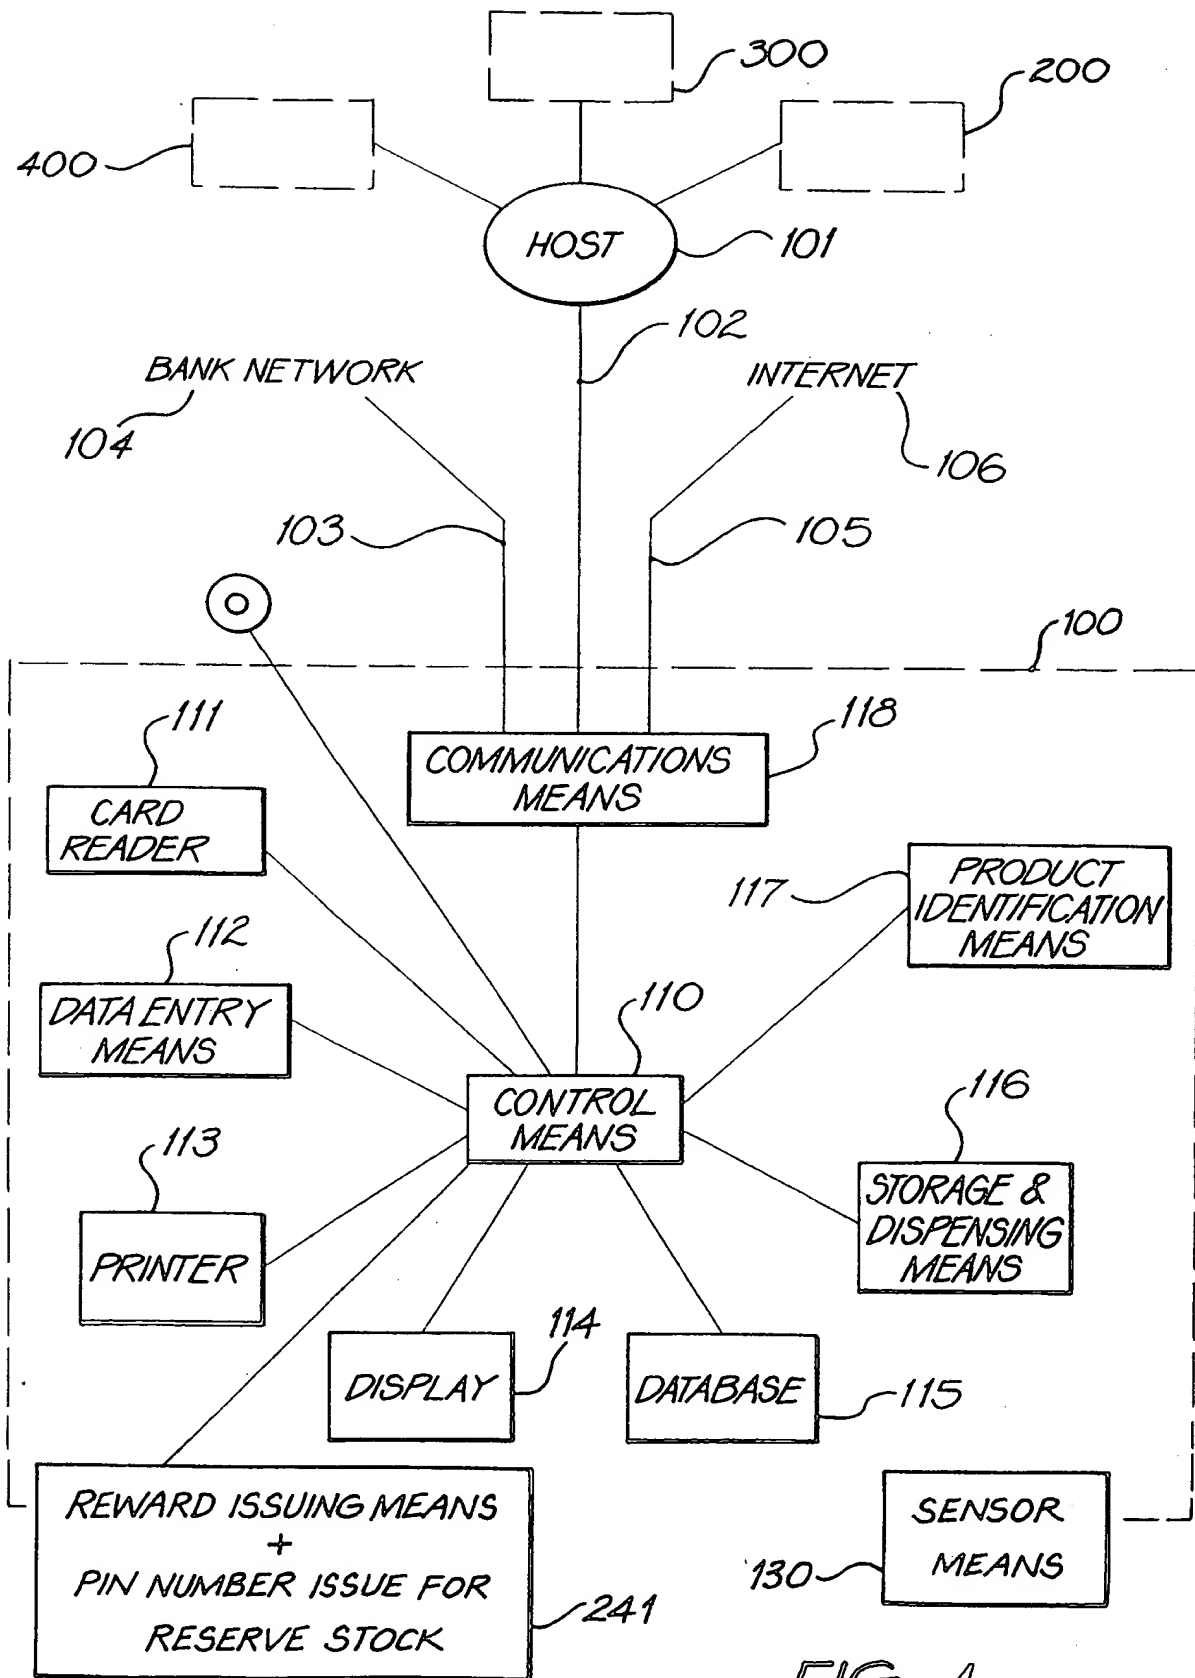 300
200
400
HOST
101
102
BANK NETWORK
INTERNET
104
106
103
105
100
111
118
COMMUNICATIONS
MEANS
CARD
READER
117
PRODUCT
IDENTIFICATION
MEANS
112
DATA ENTRY
MEANS
110
CONTROL
MEANS
116
113
STORAGE &
DISPENSING
MEANS
PRINTER
114
DISPLAY
DATABASE
115
REWARD ISSUING MEANS
+
PIN NUMBER ISSUE FOR
RESERVE STOCK
241
SENSOR
MEANS
130